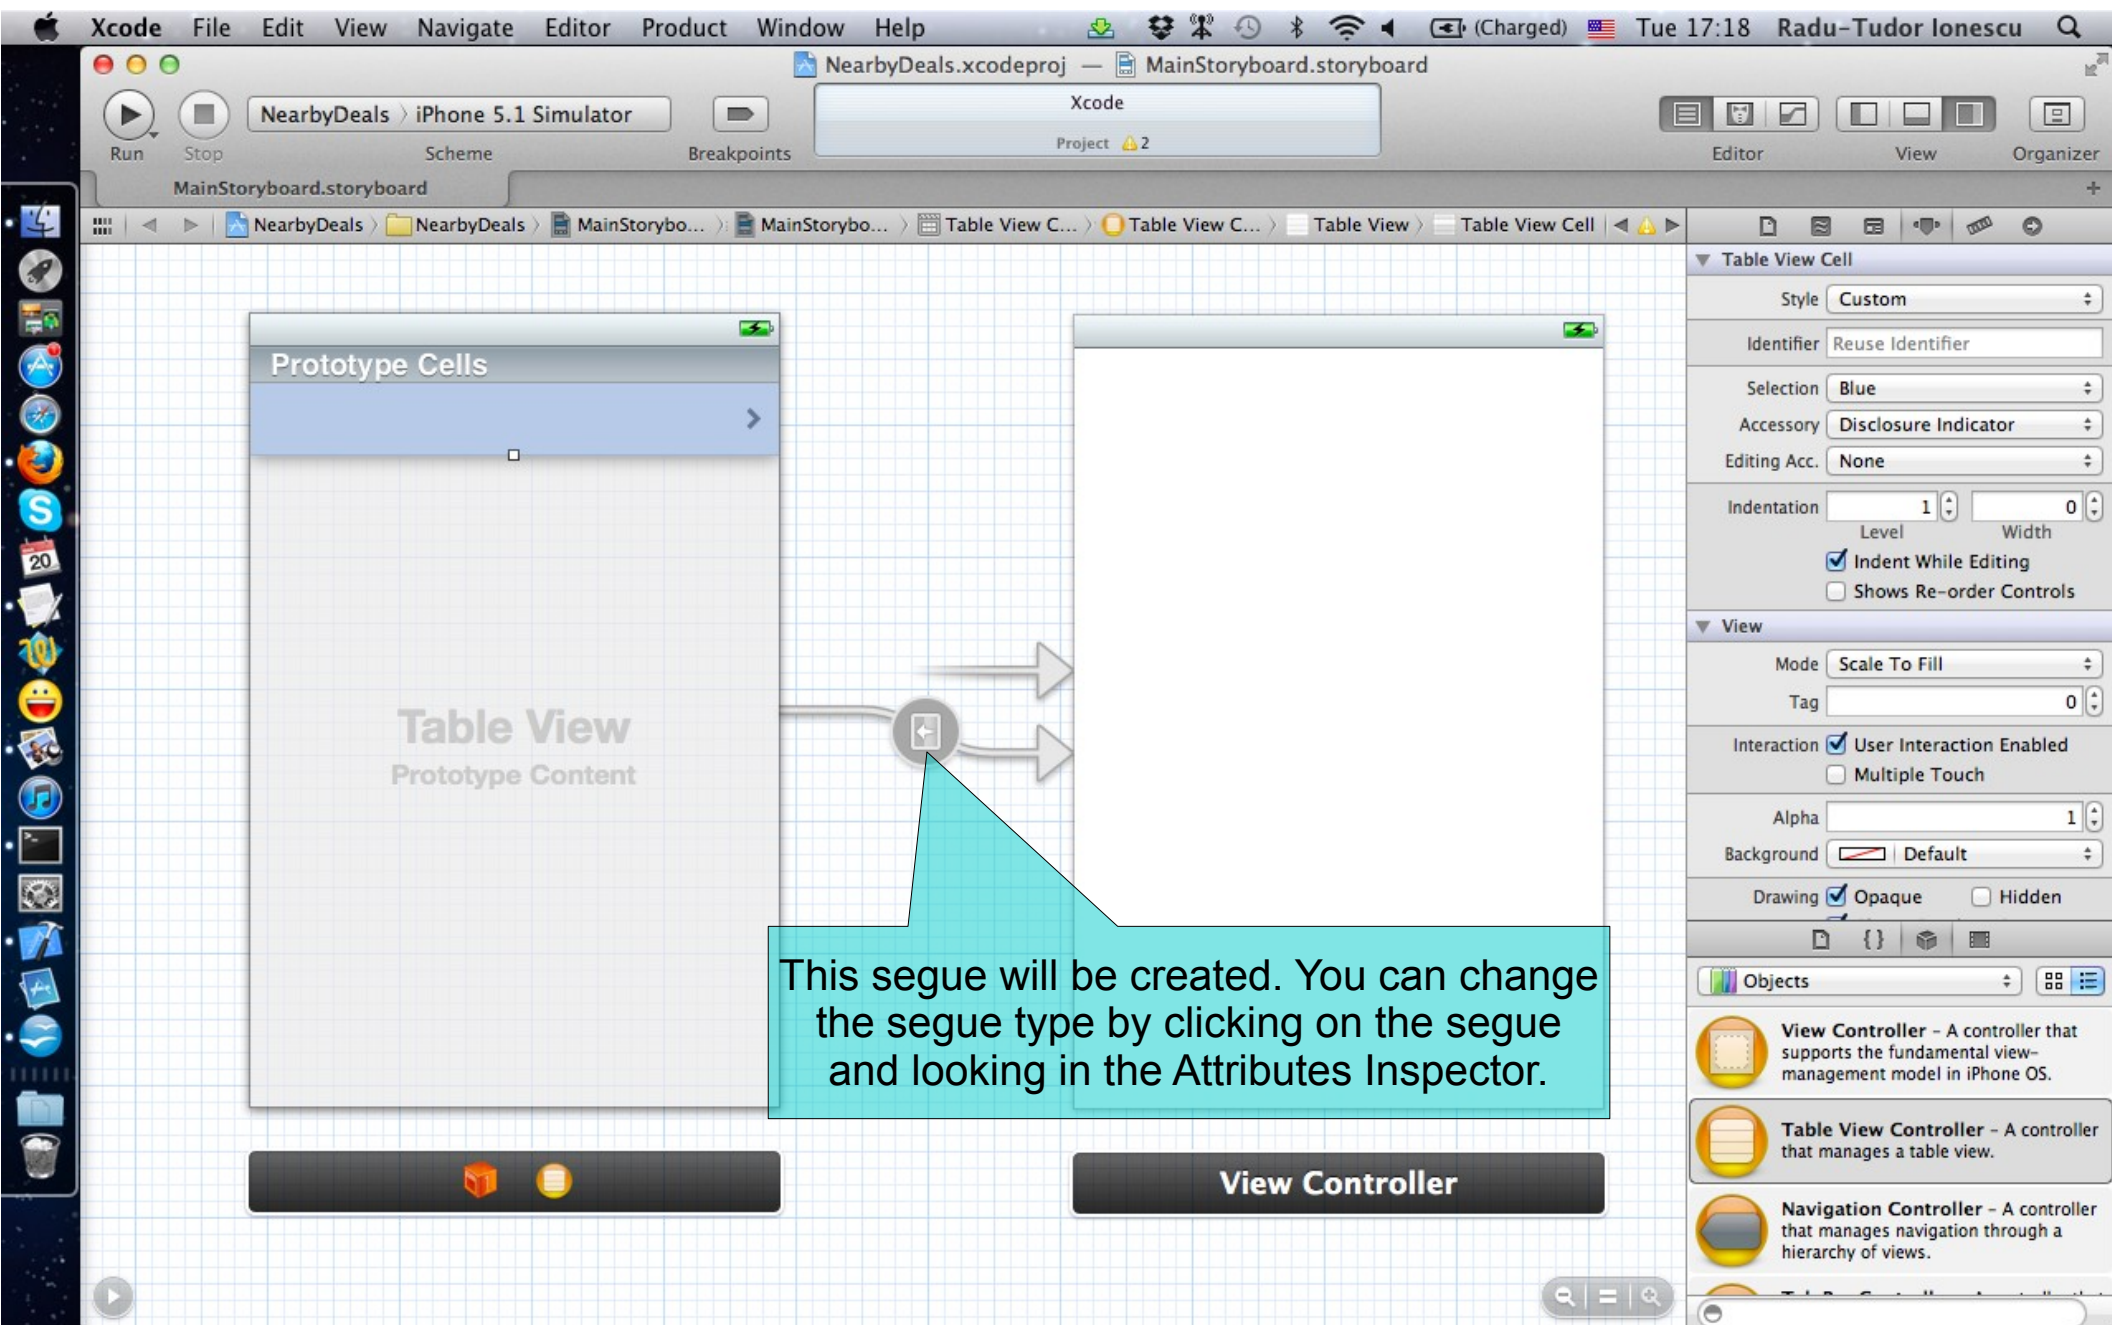 Xcode File Edit View Navigate Editor Product Window Help (Charged) Tue 17:18 Radu-Tudor Ionescu
NearbyDeals.xcodeproj — MainStoryboard.storyboard
NearbyDeals › iPhone 5.1 Simulator
Xcode
Project 2
Run Stop Scheme Breakpoints Editor View Organizer
MainStoryboard.storyboard
NearbyDeals › NearbyDeals › MainStorybo... › MainStorybo... › Table View C... › Table View C... › Table View › Table View Cell
Table View Cell
Style Custom
Identifier Reuse Identifier
Selection Blue
Accessory Disclosure Indicator
Editing Acc. None
Indentation 1 0
Level Width
Indent While Editing
Shows Re-order Controls
View
Mode Scale To Fill
Tag 0
Interaction User Interaction Enabled
Multiple Touch
Alpha 1
Background Default
Drawing Opaque Hidden
Prototype Cells
Table View
Prototype Content
This segue will be created. You can change
the segue type by clicking on the segue
and looking in the Attributes Inspector.
View Controller
{}
Objects
View Controller – A controller that
supports the fundamental view-
management model in iPhone OS.
Table View Controller – A controller
that manages a table view.
Navigation Controller – A controller
that manages navigation through a
hierarchy of views.
20